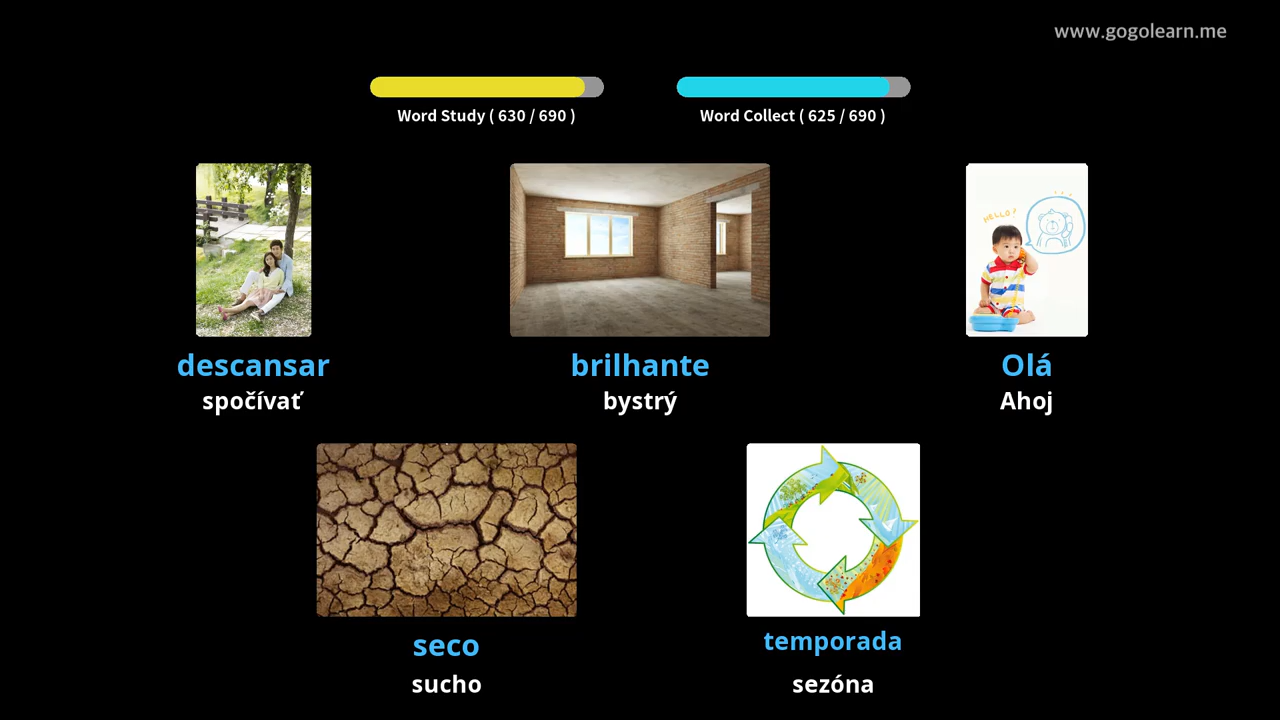 www.gogolearn.me
Word Study ( 630 / 690 )
Word Collect ( 625 / 690 )
HELLO?
descansar
spočívať
brilhante
bystrý
Olá
Ahoj
seco
sucho
temporada
sezóna